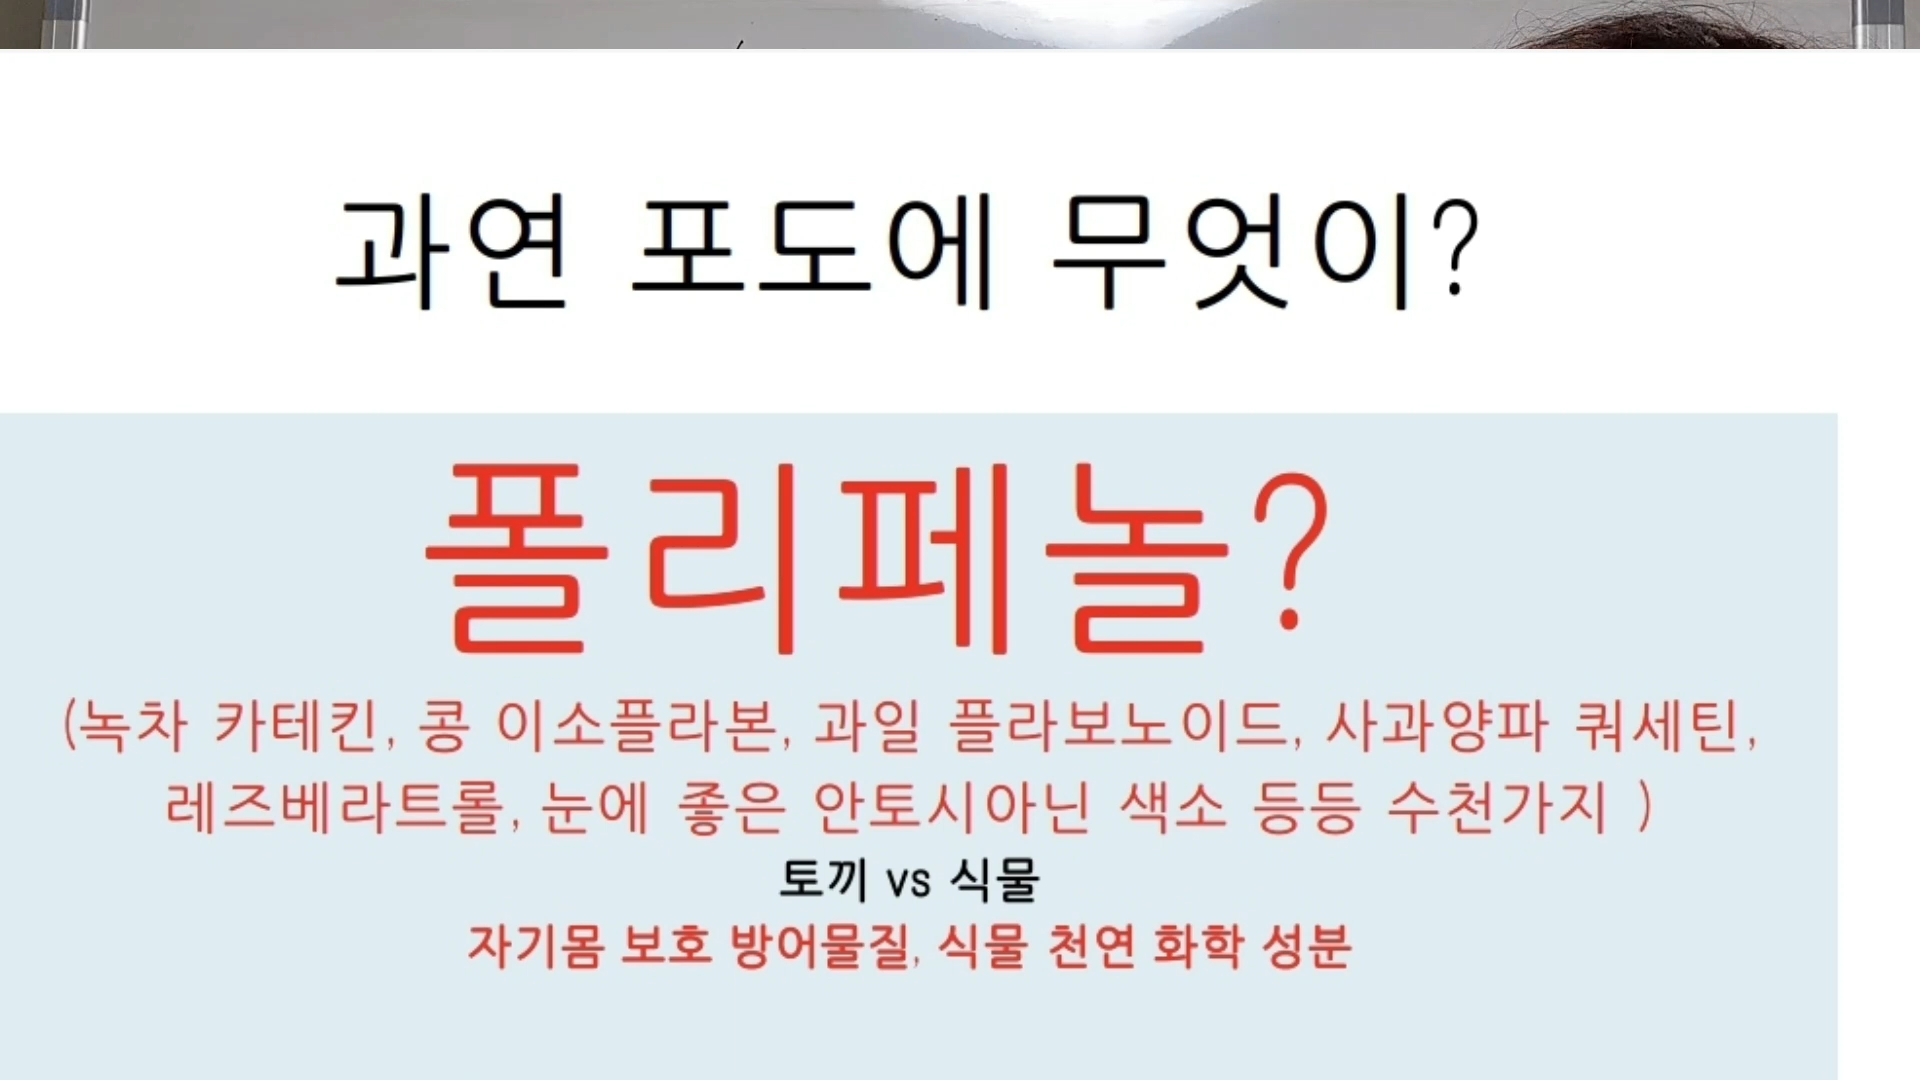 과연 포도에 무엇이?
폴리페놀?
(녹차 카테킨, 콩 이소플라본, 과일 플라보노이드, 사과양파 쿼세틴,
레즈베라트롤, 눈에 좋은 안토시아닌 색소 등등 수천가지 )
토끼 vs 식물
자기몸 보호 방어물질, 식물 천연 화학 성분